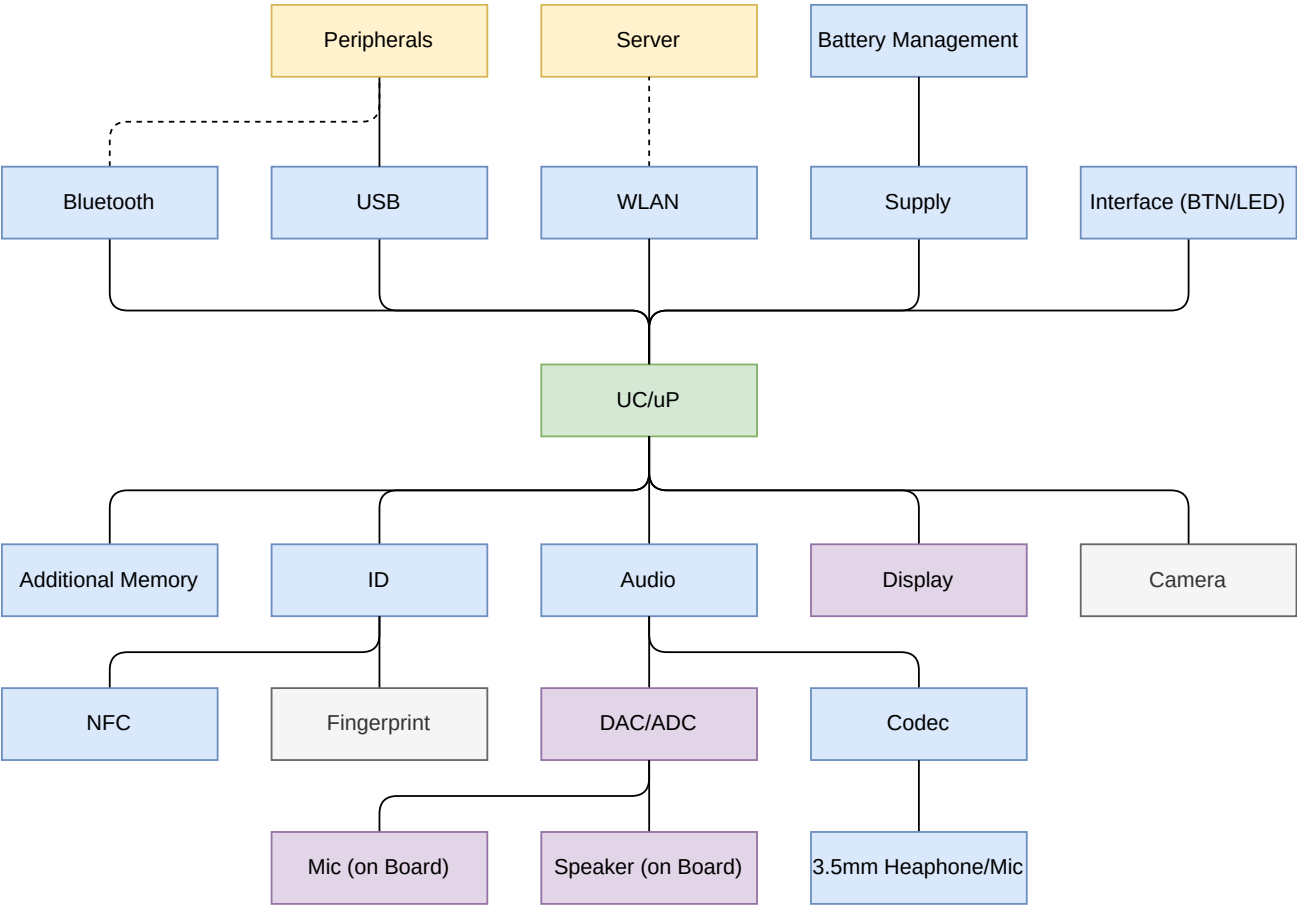 Peripherals
Server
Battery Management
Bluetooth
USB
WLAN
Supply
Interface (BTN/LED)
UC/uP
Additional Memory
ID
Audio
Display
Camera
NFC
Fingerprint
DAC/ADC
Codec
Mic (on Board)
Speaker (on Board)
3.5mm Heaphone/Mic